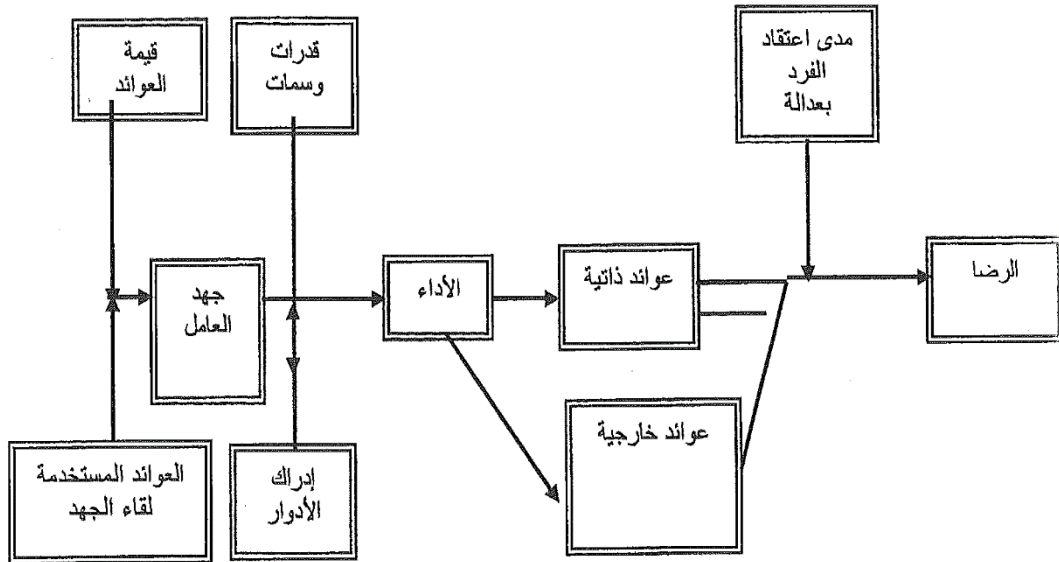 قيمة
العوائد
قدرات
وسمات
مدى اعتقاد
الفرد
بعدالة
جهد
العامل
الأداء
عوائد ذاتية
الرضا
عوائد خارجية
العوائد المستخدمة
لقاء الجهد
إدراك
الأدوار